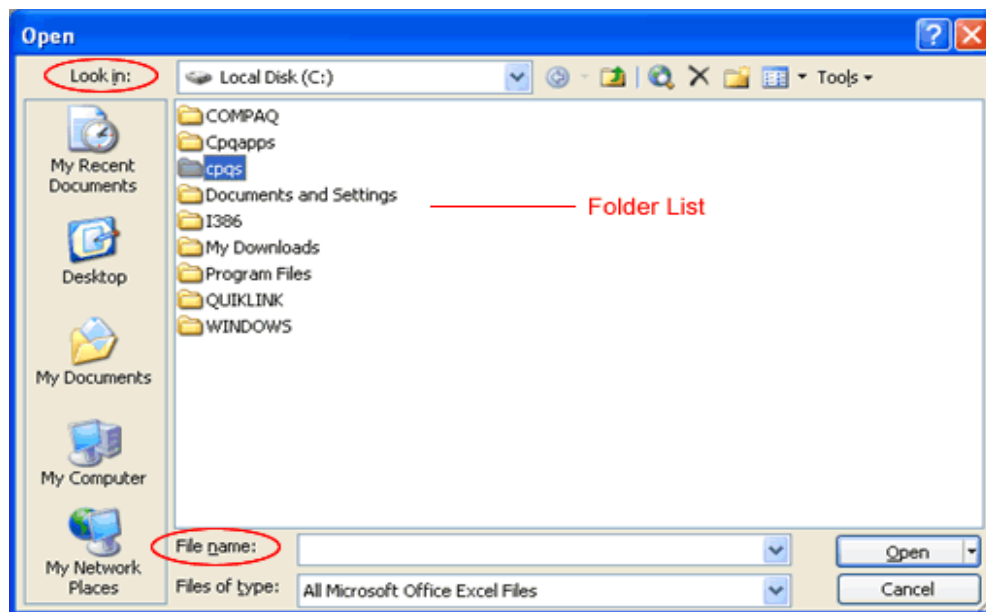 Open
Look in:
Local Disk (C:)
Tools
My Recent
Documents
Desktop
My Documents
My Computer
My Network
Places
COMPAQ
Cpqapps
cpqs
Documents and Settings
I386
My Downloads
Program Files
QUIKLINK
WINDOWS
Folder List
File name:
Open
Files of type:
All Microsoft Office Excel Files
Cancel